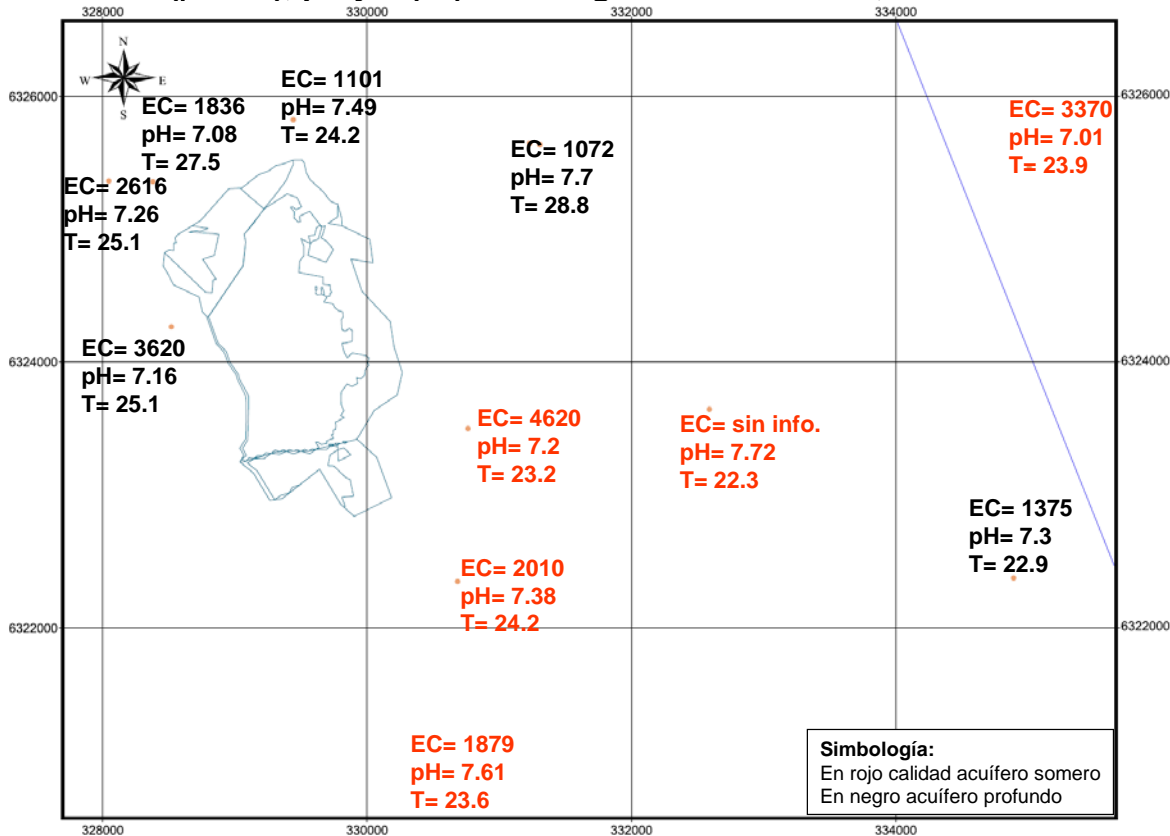 328000
330000
332000
334000
N
W
E
S
6326000
6326000
EC= 1101
pH= 7.49
T= 24.2
EC= 1836
pH= 7.08
T= 27.5
EC= 3370
pH= 7.01
T= 23.9
EC= 1072
pH= 7.7
T= 28.8
EC= 2616
pH= 7.26
T= 25.1
EC= 3620
pH= 7.16
T= 25.1
6324000
6324000
EC= 4620
pH= 7.2
T= 23.2
EC= sin info.
pH= 7.72
T= 22.3
EC= 1375
pH= 7.3
T= 22.9
EC= 2010
pH= 7.38
T= 24.2
6322000
6322000
EC= 1879
pH= 7.61
T= 23.6
Simbología:
En rojo calidad acuífero somero
En negro acuífero profundo
328000
330000
332000
334000